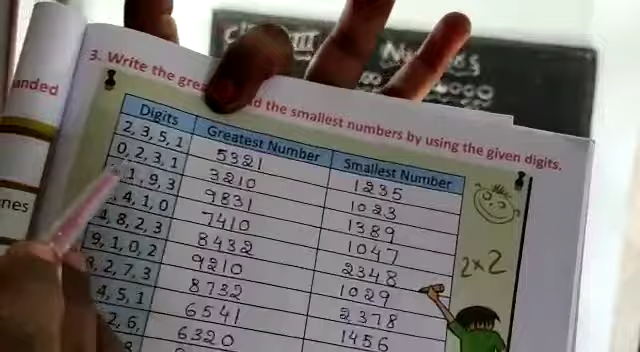 anded
nes
Numbers
3. Write the grea d the smallest numbers by using the given digits.
Digits Greatest Number Smallest Number
2, 3, 5, 1 5321 1235
0, 2, 3, 1 3210 1023
1, 9, 3 9831 1389
4, 1, 0 7410 1047
4, 8, 2, 3 8432 2348
9, 1, 0, 2 9210 1029
2, 7, 3 8732 2378
4, 5, 1 6541 1456
2, 6, 6320
2×2